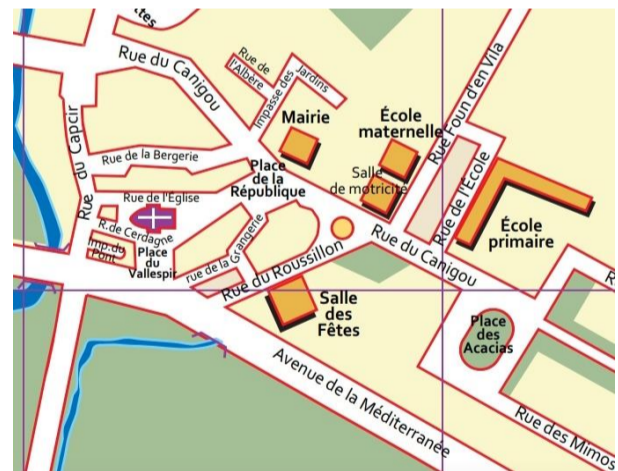 Rue du Canigou
Rue de
l'Albère
Impasse des
Jardins
Mairie
École
maternelle
Salle
de motricité
Rue Foun d'en Vila
Rue de l'École
École
primaire
Rue du Capcir
Rue de la Bergerie
Place
de la
République
Rue de l'Église
R. de Cerdagne
Imp. du
Pont
Place
du
Vallespir
rue de la Grangerie
Rue du Roussillon
Rue du Canigou
Salle
des
Fêtes
Place
des
Acacias
Avenue de la Méditerranée
Rue des Mimos